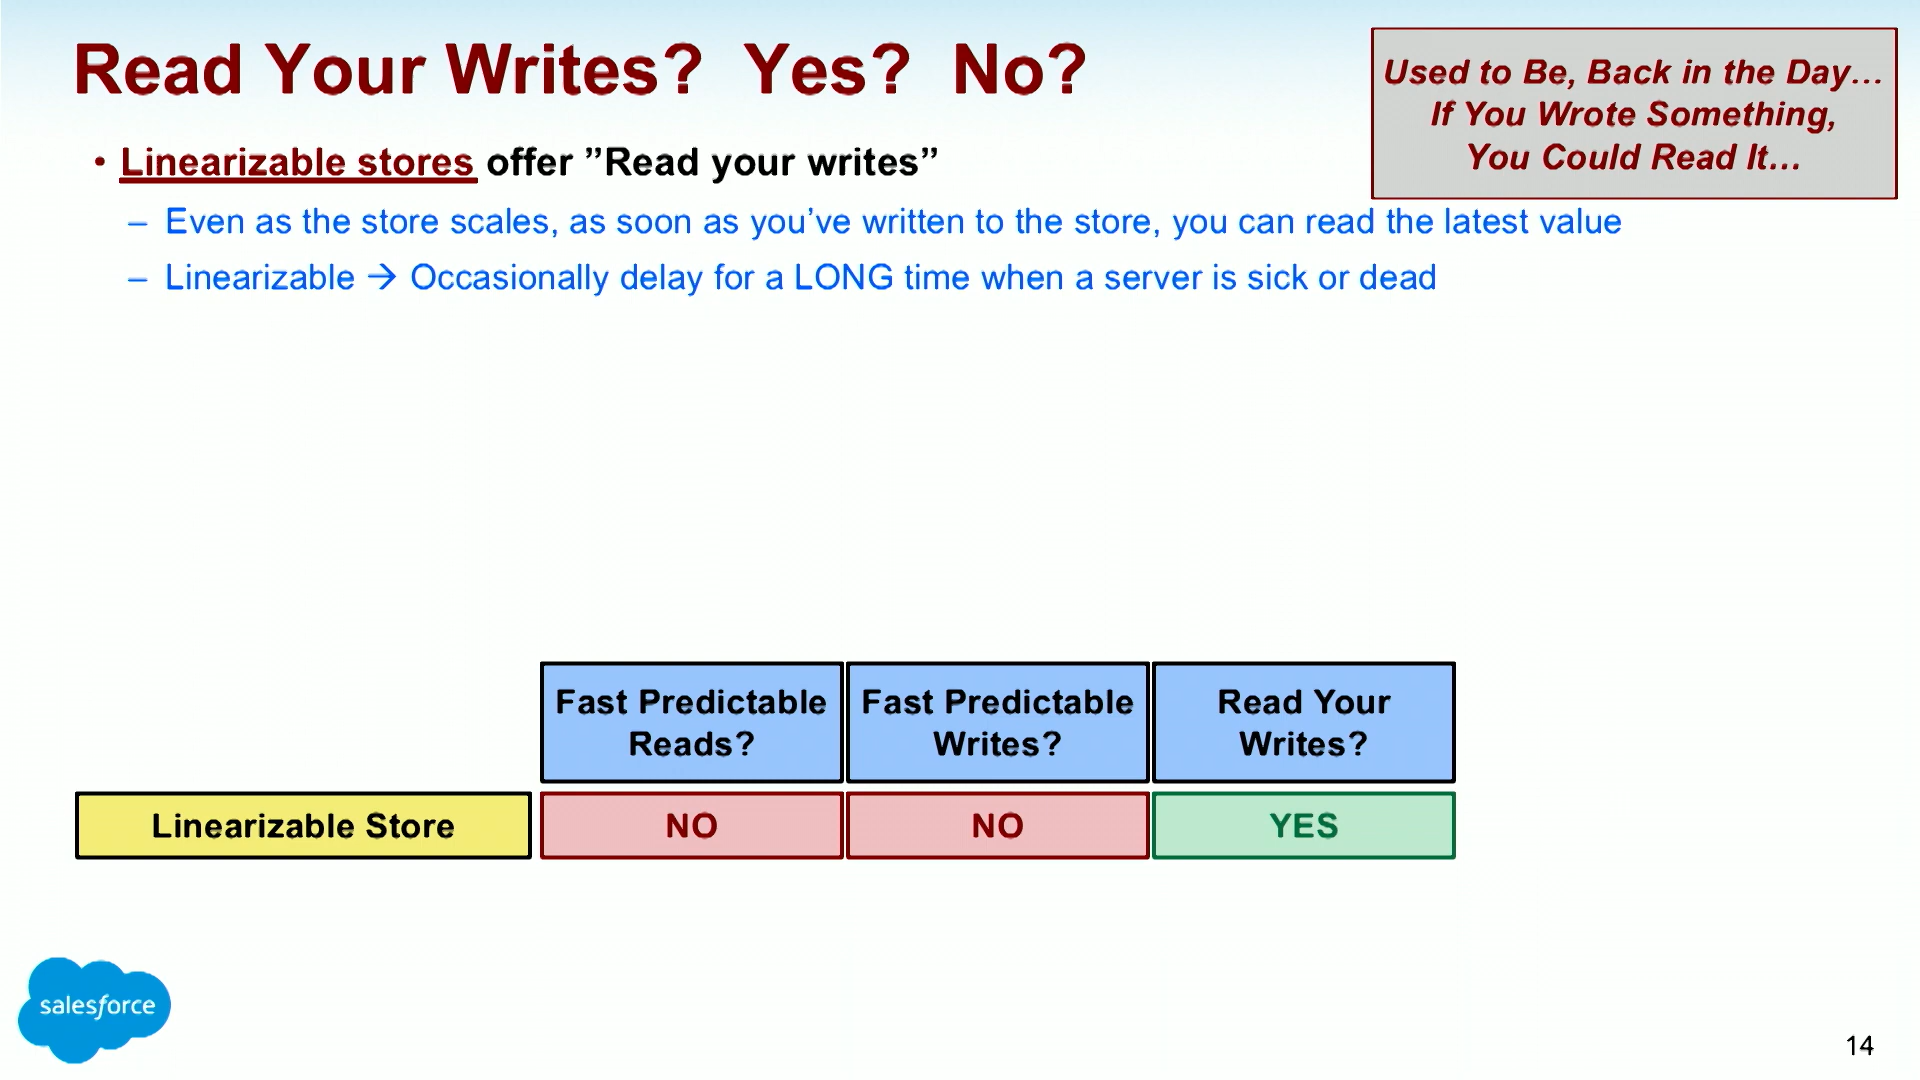 Read Your Writes? Yes? No?
Used to Be, Back in the Day…
If You Wrote Something,
You Could Read It…
• Linearizable stores offer ”Read your writes”
– Even as the store scales, as soon as you’ve written to the store, you can read the latest value
– Linearizable → Occasionally delay for a LONG time when a server is sick or dead
Fast Predictable Reads?
Fast Predictable Writes?
Read Your Writes?
Linearizable Store NO NO YES
salesforce
14